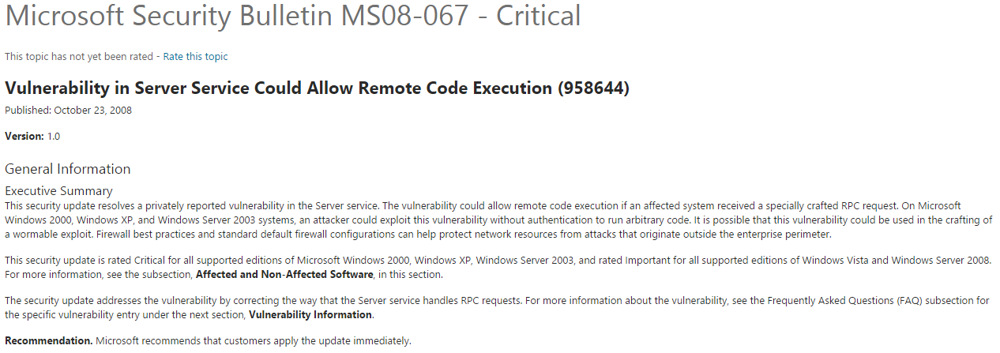 Microsoft Security Bulletin MS08-067 - Critical
This topic has not yet been rated - Rate this topic
Vulnerability in Server Service Could Allow Remote Code Execution (958644)
Published: October 23, 2008
Version: 1.0
General Information
Executive Summary
This security update resolves a privately reported vulnerability in the Server service. The vulnerability could allow remote code execution if an affected system received a specially crafted RPC request. On Microsoft
Windows 2000, Windows XP, and Windows Server 2003 systems, an attacker could exploit this vulnerability without authentication to run arbitrary code. It is possible that this vulnerability could be used in the crafting of
a wormable exploit. Firewall best practices and standard default firewall configurations can help protect network resources from attacks that originate outside the enterprise perimeter.
This security update is rated Critical for all supported editions of Microsoft Windows 2000, Windows XP, Windows Server 2003, and rated Important for all supported editions of Windows Vista and Windows Server 2008.
For more information, see the subsection, Affected and Non-Affected Software, in this section.
The security update addresses the vulnerability by correcting the way that the Server service handles RPC requests. For more information about the vulnerability, see the Frequently Asked Questions (FAQ) subsection for
the specific vulnerability entry under the next section, Vulnerability Information.
Recommendation. Microsoft recommends that customers apply the update immediately.